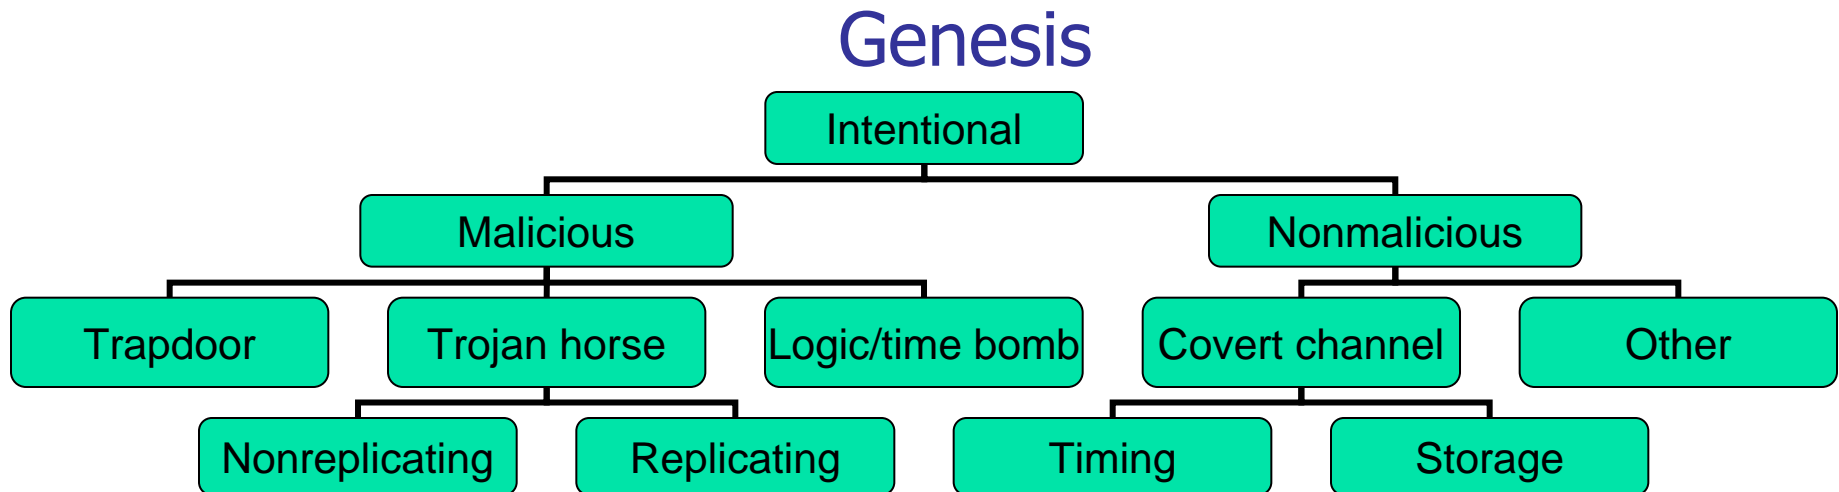 Genesis
Intentional
Malicious
Nonmalicious
Trapdoor
Trojan horse
Logic/time bomb
Covert channel
Other
Nonreplicating
Replicating
Timing
Storage